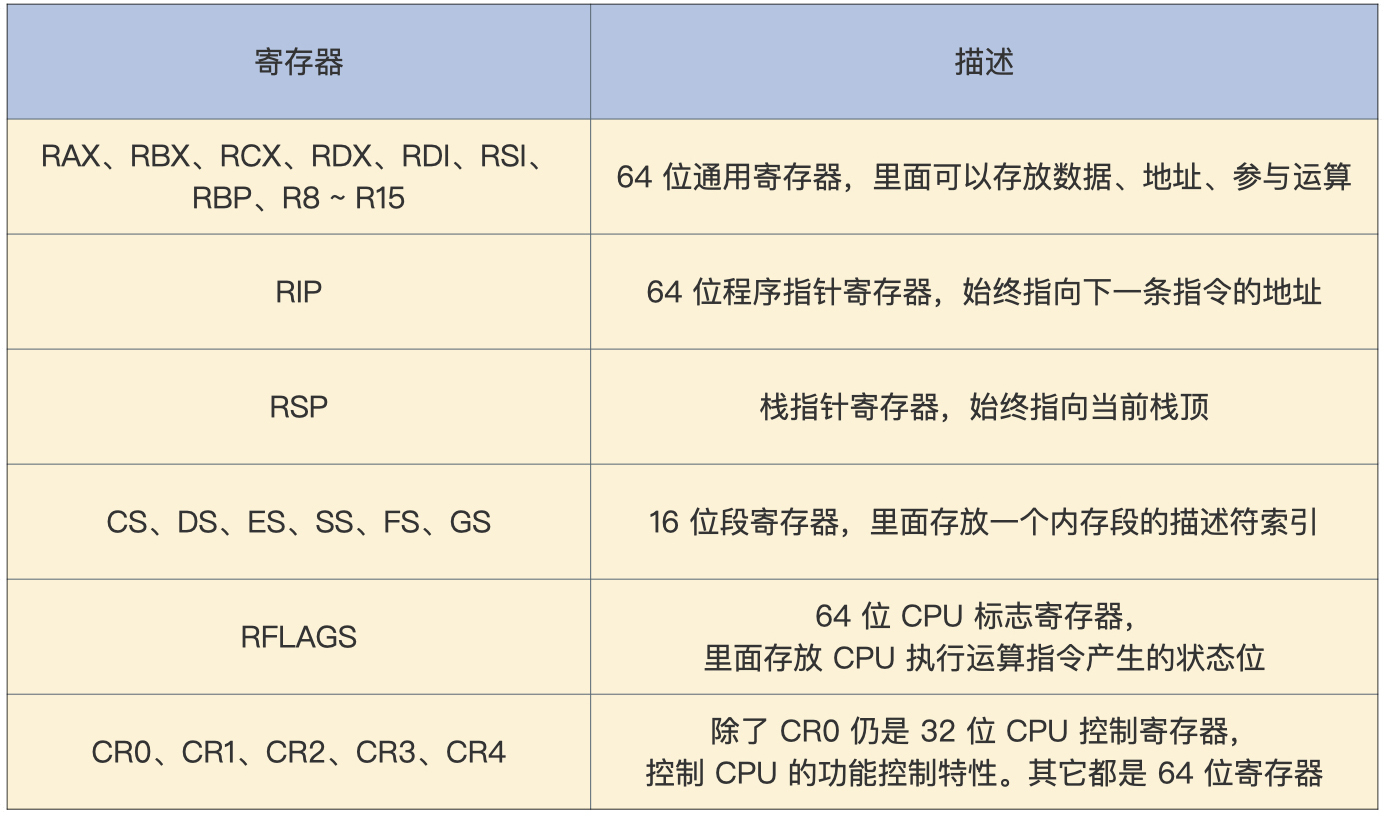 寄存器
描述
RAX、RBX、RCX、RDX、RDI、RSI、
RBP、R8 ~ R15
64 位通用寄存器，里面可以存放数据、地址、参与运算
RIP
64 位程序指针寄存器，始终指向下一条指令的地址
RSP
栈指针寄存器，始终指向当前栈顶
CS、DS、ES、SS、FS、GS
16 位段寄存器，里面存放一个内存段的描述符索引
RFLAGS
64 位 CPU 标志寄存器，
里面存放 CPU 执行运算指令产生的状态位
CR0、CR1、CR2、CR3、CR4
除了 CR0 仍是 32 位 CPU 控制寄存器，
控制 CPU 的功能控制特性。其它都是 64 位寄存器